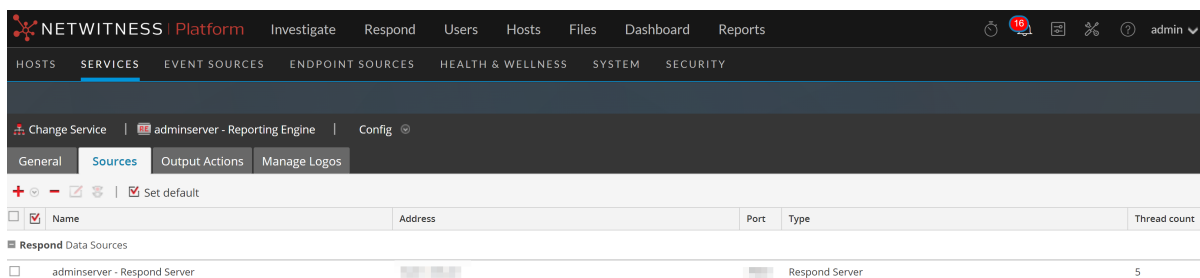 NETWITNESS | Platform Investigate Respond Users Hosts Files Dashboard Reports 16 admin
HOSTS SERVICES EVENT SOURCES ENDPOINT SOURCES HEALTH & WELLNESS SYSTEM SECURITY
Change Service | RE adminserver - Reporting Engine | Config
General Sources Output Actions Manage Logos
Set default
Name Address Port Type Thread count
Respond Data Sources
adminserver - Respond Server Respond Server 5